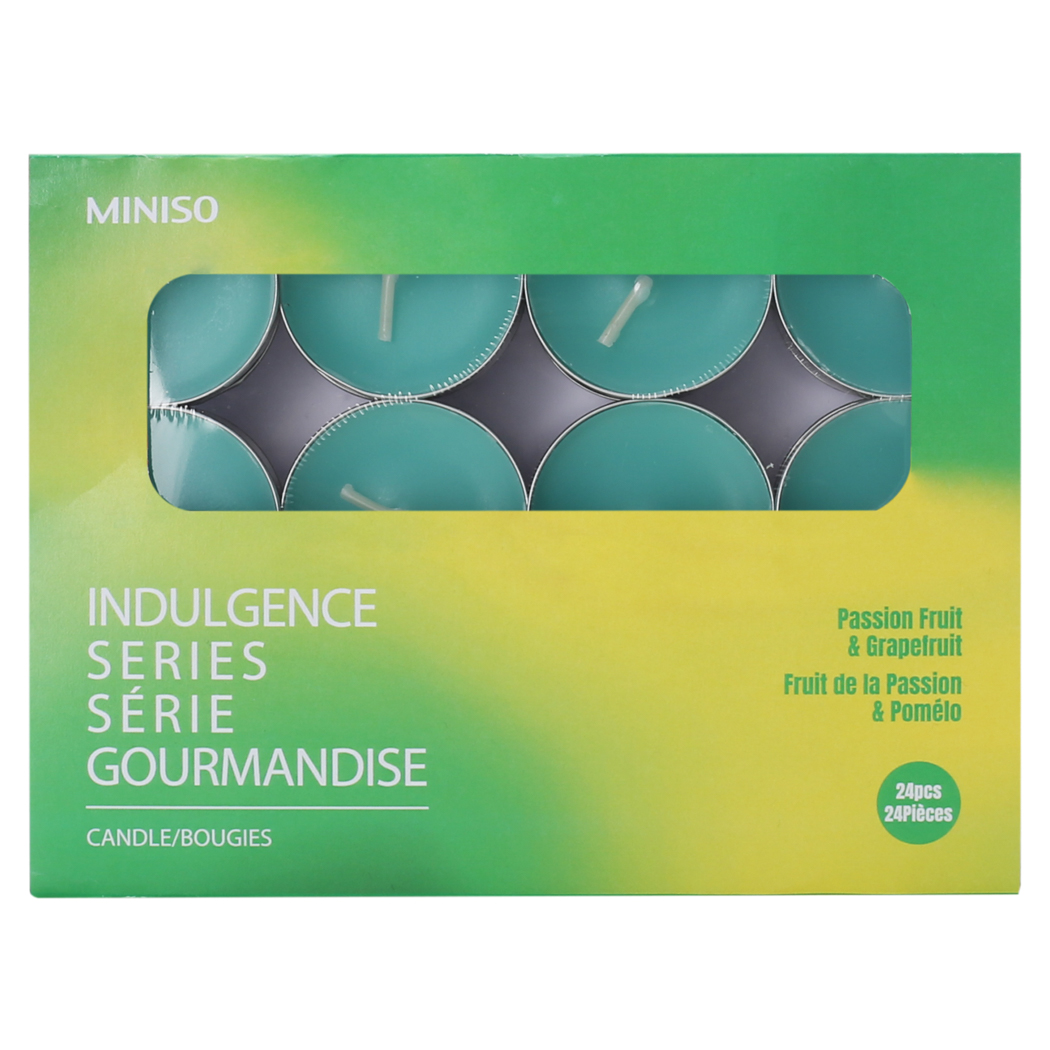 MINISO
INDULGENCE
SERIES
SÉRIE
GOURMANDISE
CANDLE/BOUGIES
Passion Fruit
& Grapefruit
Fruit de la Passion
& Pomélo
24pcs
24Pièces